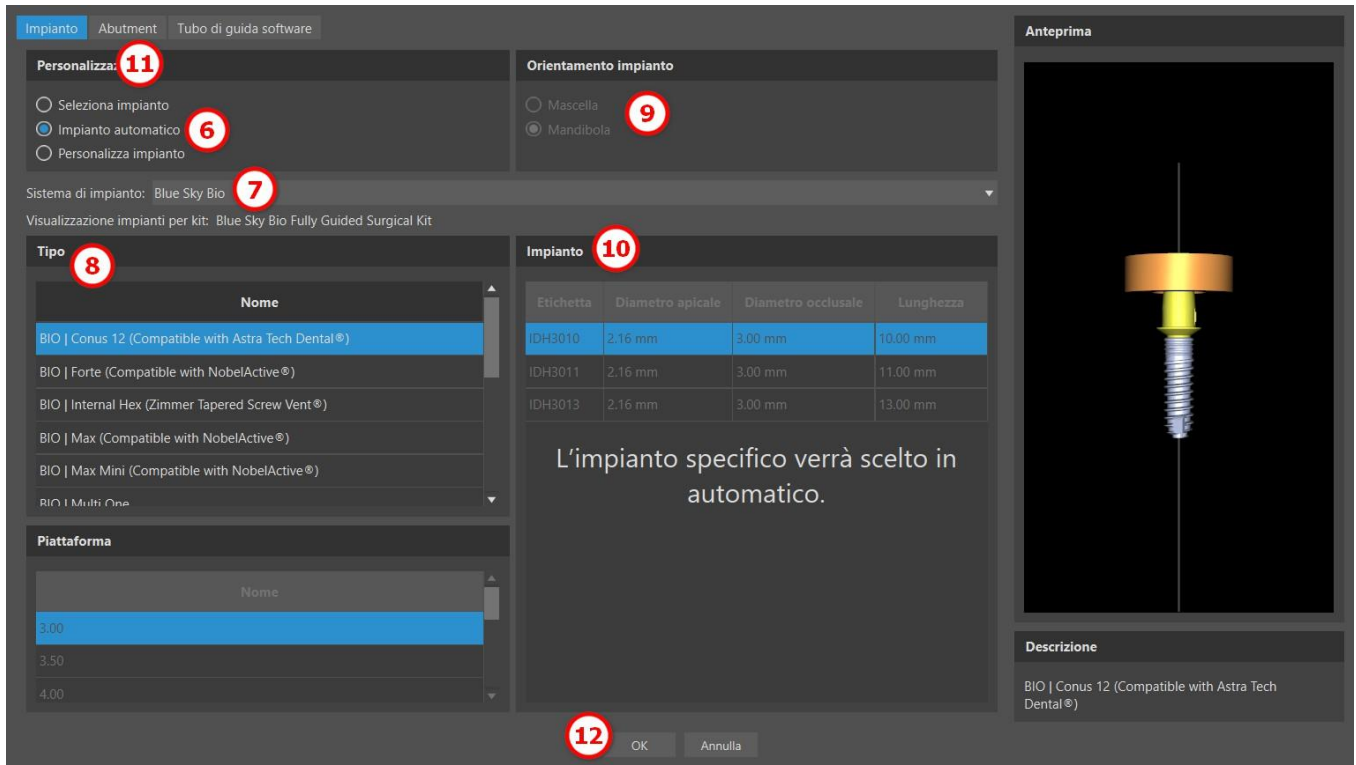 Impianto Abutment Tubo di guida software
Anteprima
11
Orientamento impianto
Seleziona impianto
Impianto automatico
6
Personalizza impianto
Mascella
Mandibola
9
Sistema di impianto: Blue Sky Bio
7
Visualizzazione impianti per kit: Blue Sky Bio Fully Guided Surgical Kit
Tipo
8
Nome
BIO | Conus 12 (Compatible with Astra Tech Dental®)
BIO | Forte (Compatible with NobelActive®)
BIO | Internal Hex (Zimmer Tapered Screw Vent®)
BIO | Max (Compatible with NobelActive®)
BIO | Max Mini (Compatible with NobelActive®)
BIO | Multi One
Impianto
10
Etichetta Diametro apicale Diametro occlusale Lunghezza
IDH3010 2.16 mm 3.00 mm 10.00 mm
IDH3011 2.16 mm 3.00 mm 11.00 mm
IDH3013 2.16 mm 3.00 mm 13.00 mm
L'impianto specifico verrà scelto in
automatico.
Piattaforma
Nome
3.00
3.50
4.00
Descrizione
BIO | Conus 12 (Compatible with Astra Tech
Dental®)
12
OK Annulla